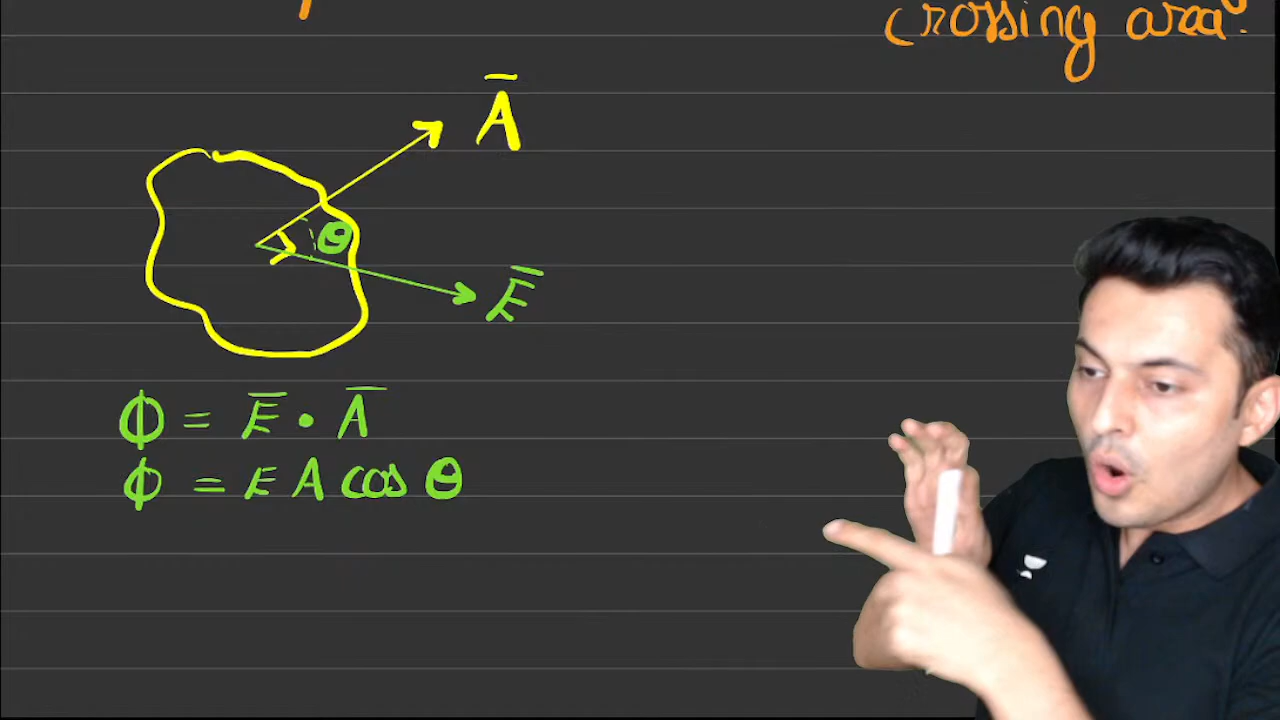 crossing area.
A̅
θ
E̅
ϕ = E̅ • A̅
ϕ = E A cos θ